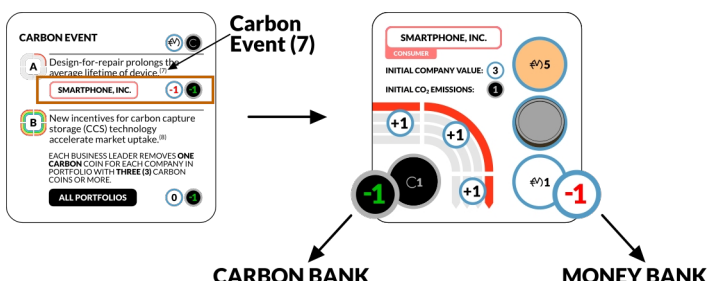 CARBON EVENT
€V) C
A
Design-for-repair prolongs the
average lifetime of device.(7)
SMARTPHONE, INC.
-1 -1
B
New incentives for carbon capture
storage (CCS) technology
accelerate market uptake.(8)
EACH BUSINESS LEADER REMOVES ONE
CARBON COIN FOR EACH COMPANY IN
PORTFOLIO WITH THREE (3) CARBON
COINS OR MORE.
ALL PORTFOLIOS
0 -1
Carbon
Event (7)
SMARTPHONE, INC.
CONSUMER
INITIAL COMPANY VALUE: 3
INITIAL CO₂ EMISSIONS: 1
+1
+1
+1
€V)5
€V)1
C1
-1
-1
CARBON BANK
MONEY BANK